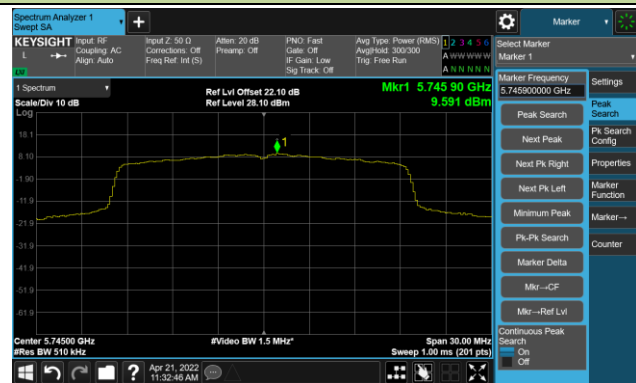 Spectrum Analyzer 1
Swept SA
+
Marker
KEYSIGHT
L
LW
Input: RF
Coupling: AC
Align: Auto
Input Z: 50 Ω
Corrections: Off
Freq Ref: Int (S)
Atten: 20 dB
Preamp: Off
PNO: Fast
Gate: Off
IF Gain: Low
Sig Track: Off
Avg Type: Power (RMS)
Avg|Hold: 300/300
Trig: Free Run
1 2 3 4 5 6
A W W W W W
A N N N N N
Select Marker
Marker 1
1 Spectrum
Scale/Div 10 dB
Log
Ref Lvl Offset 22.10 dB
Ref Level 28.10 dBm
Mkr1 5.745 90 GHz
9.591 dBm
1
18.1
8.10
-1.90
-11.9
-21.9
-31.9
-41.9
-51.9
-61.9
Center 5.74500 GHz
#Res BW 510 kHz
#Video BW 1.5 MHz*
Span 30.00 MHz
Sweep 1.00 ms (201 pts)
Marker Frequency
5.745900000 GHz
Peak Search
Next Peak
Next Pk Right
Next Pk Left
Minimum Peak
Pk-Pk Search
Marker Delta
Mkr→CF
Mkr→Ref Lvl
Continuous Peak
Search
On
Off
Settings
Peak
Search
Pk Search
Config
Properties
Marker
Function
Marker→
Counter
?
Apr 21, 2022
11:32:46 AM